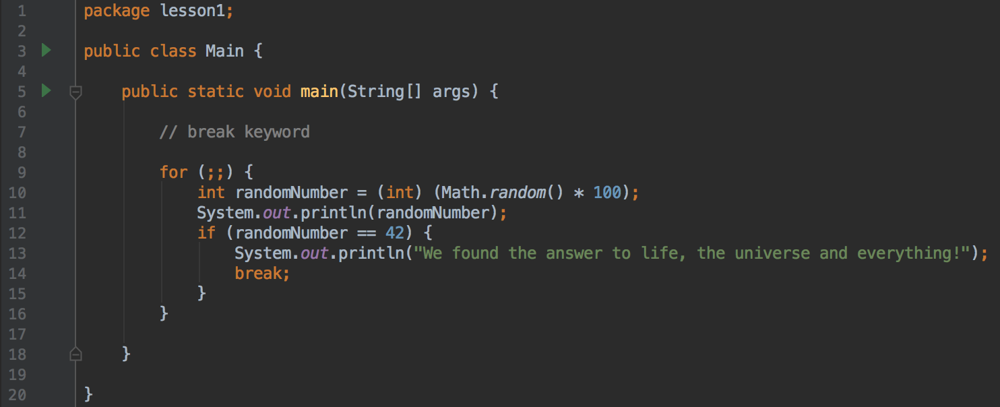 1 package lesson1;
2
3 public class Main {
4
5 public static void main(String[] args) {
6
7 // break keyword
8
9 for (;;) {
10 int randomNumber = (int) (Math.random() * 100);
11 System.out.println(randomNumber);
12 if (randomNumber == 42) {
13 System.out.println("We found the answer to life, the universe and everything!");
14 break;
15 }
16 }
17
18 }
19
20 }